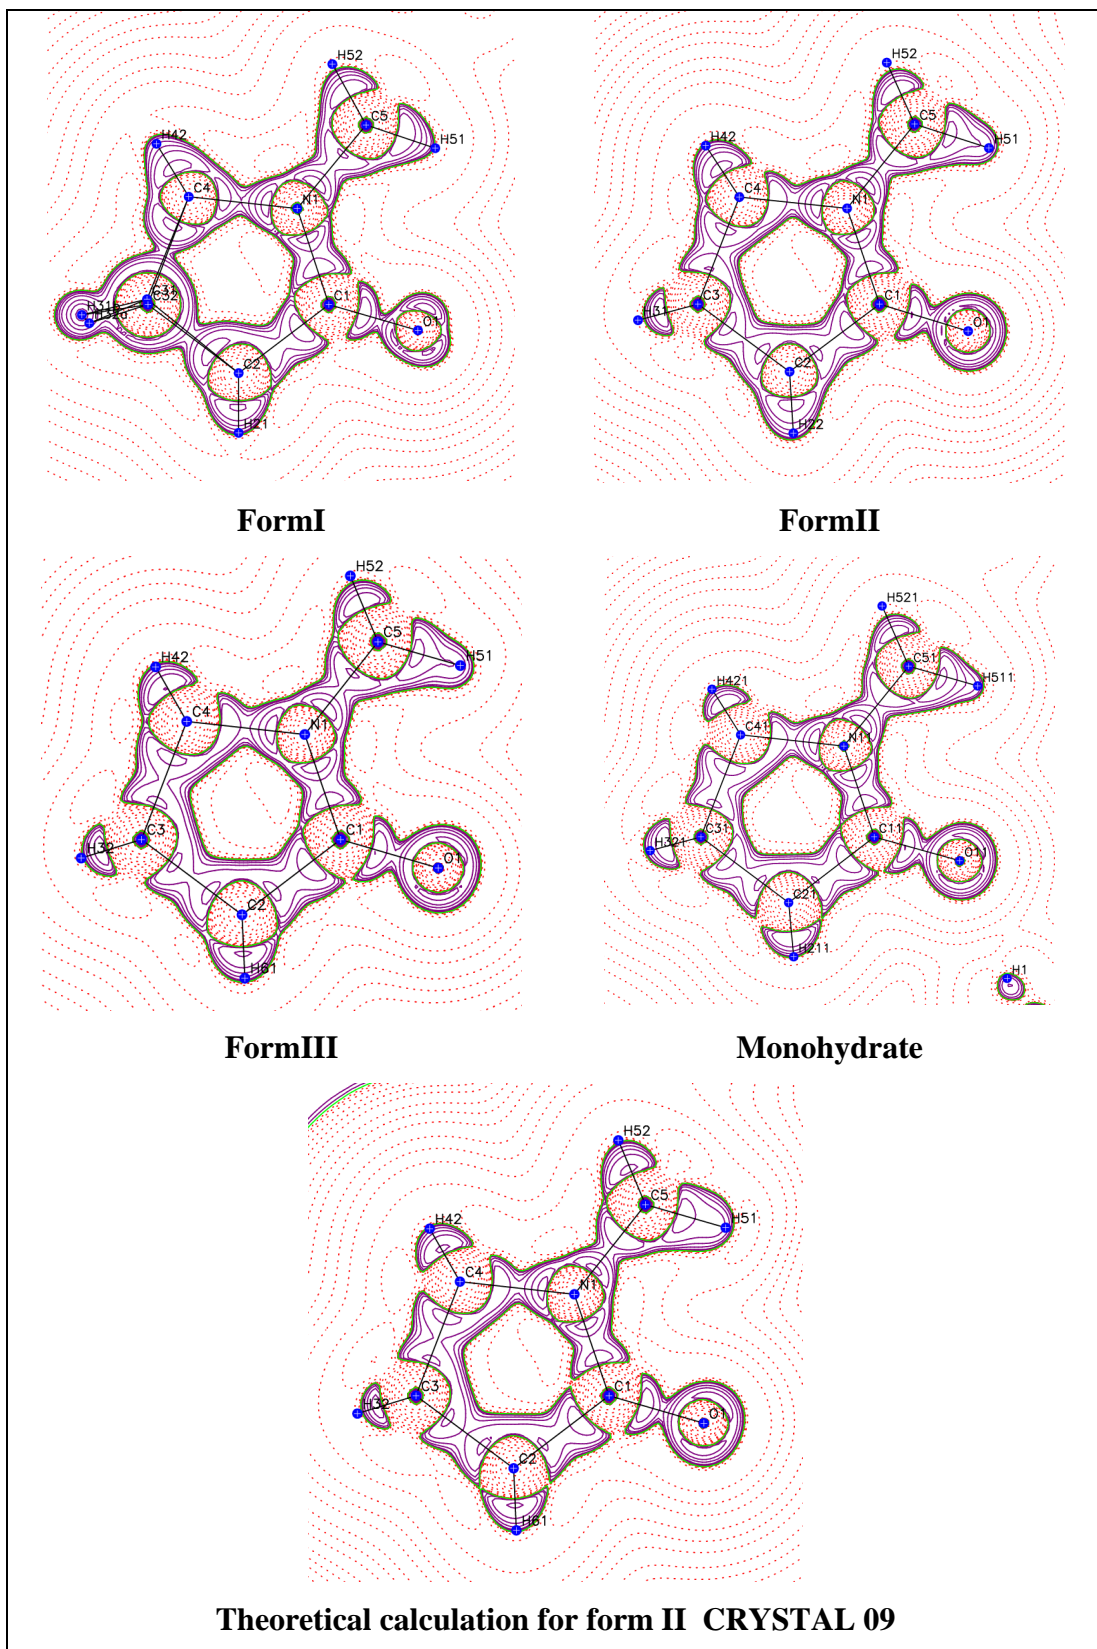 H52
C5
H51
H42
C4
N1
C32
C1
O1
C2
H21
FormI
H52
C5
H51
H42
C4
N1
C3
H31
C1
O1
C2
H22
FormII
H52
C5
H51
H42
C4
N1
C3
H32
C1
O1
C2
H61
FormIII
H521
C51
H511
H421
C41
N11
C31
H321
C11
O11
C21
H211
H1
Monohydrate
H52
C5
H51
H42
C4
N1
C3
H32
C1
O1
C2
H61
Theoretical calculation for form II CRYSTAL 09